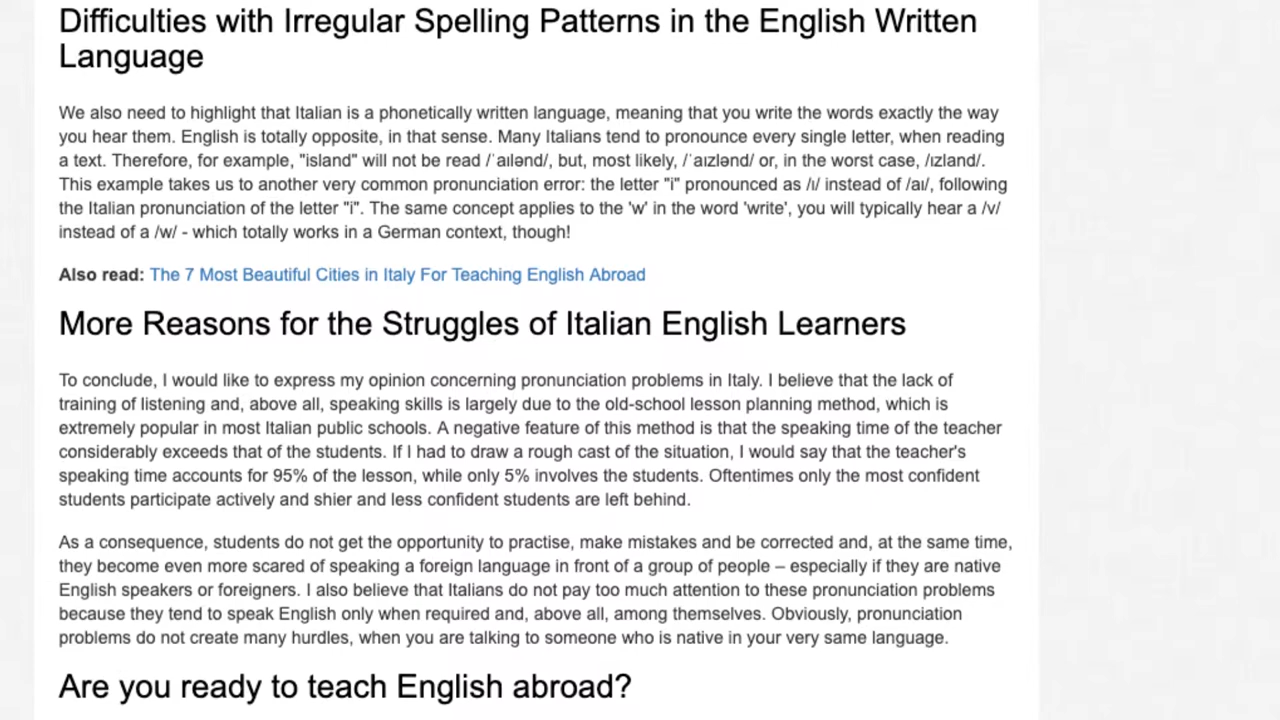 Difficulties with Irregular Spelling Patterns in the English Written
Language
We also need to highlight that Italian is a phonetically written language, meaning that you write the words exactly the way
you hear them. English is totally opposite, in that sense. Many Italians tend to pronounce every single letter, when reading
a text. Therefore, for example, "island" will not be read /ˈaɪlənd/, but, most likely, /ˈaɪzlənd/ or, in the worst case, /ɪzland/.
This example takes us to another very common pronunciation error: the letter "i" pronounced as /ɪ/ instead of /aɪ/, following
the Italian pronunciation of the letter "i". The same concept applies to the 'w' in the word 'write', you will typically hear a /v/
instead of a /w/ - which totally works in a German context, though!
Also read: The 7 Most Beautiful Cities in Italy For Teaching English Abroad
More Reasons for the Struggles of Italian English Learners
To conclude, I would like to express my opinion concerning pronunciation problems in Italy. I believe that the lack of
training of listening and, above all, speaking skills is largely due to the old-school lesson planning method, which is
extremely popular in most Italian public schools. A negative feature of this method is that the speaking time of the teacher
considerably exceeds that of the students. If I had to draw a rough cast of the situation, I would say that the teacher's
speaking time accounts for 95% of the lesson, while only 5% involves the students. Oftentimes only the most confident
students participate actively and shier and less confident students are left behind.
As a consequence, students do not get the opportunity to practise, make mistakes and be corrected and, at the same time,
they become even more scared of speaking a foreign language in front of a group of people – especially if they are native
English speakers or foreigners. I also believe that Italians do not pay too much attention to these pronunciation problems
because they tend to speak English only when required and, above all, among themselves. Obviously, pronunciation
problems do not create many hurdles, when you are talking to someone who is native in your very same language.
Are you ready to teach English abroad?